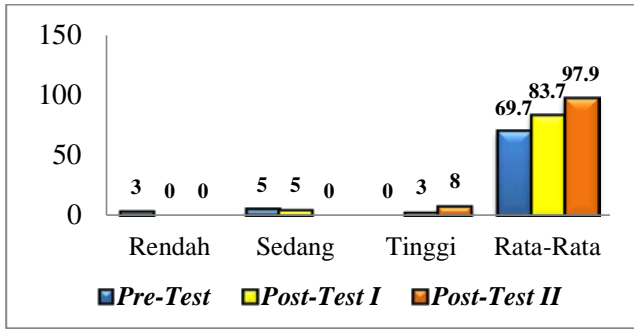 150
100
50
0
3 0 0
5 5 0
0 3 8
69.7 83.7 97.9
Rendah Sedang Tinggi Rata-Rata
Pre-Test Post-Test I Post-Test II